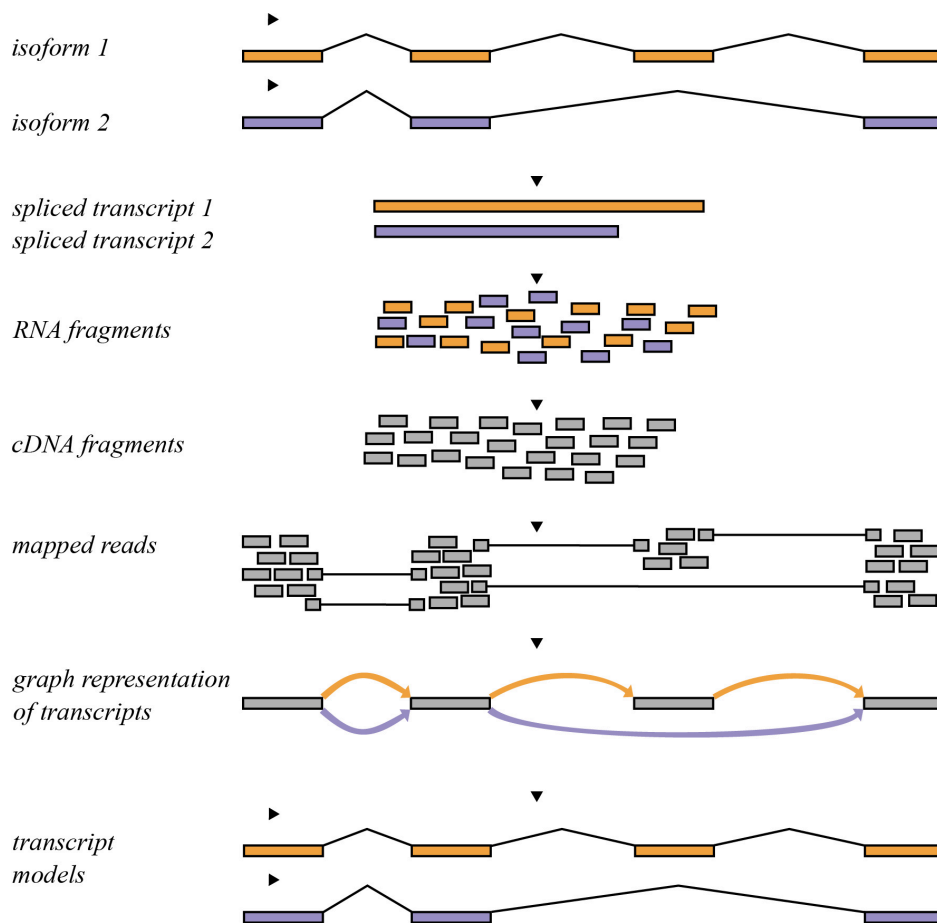 isoform 1
isoform 2
spliced transcript 1
spliced transcript 2
RNA fragments
cDNA fragments
mapped reads
graph representation
of transcripts
transcript
models